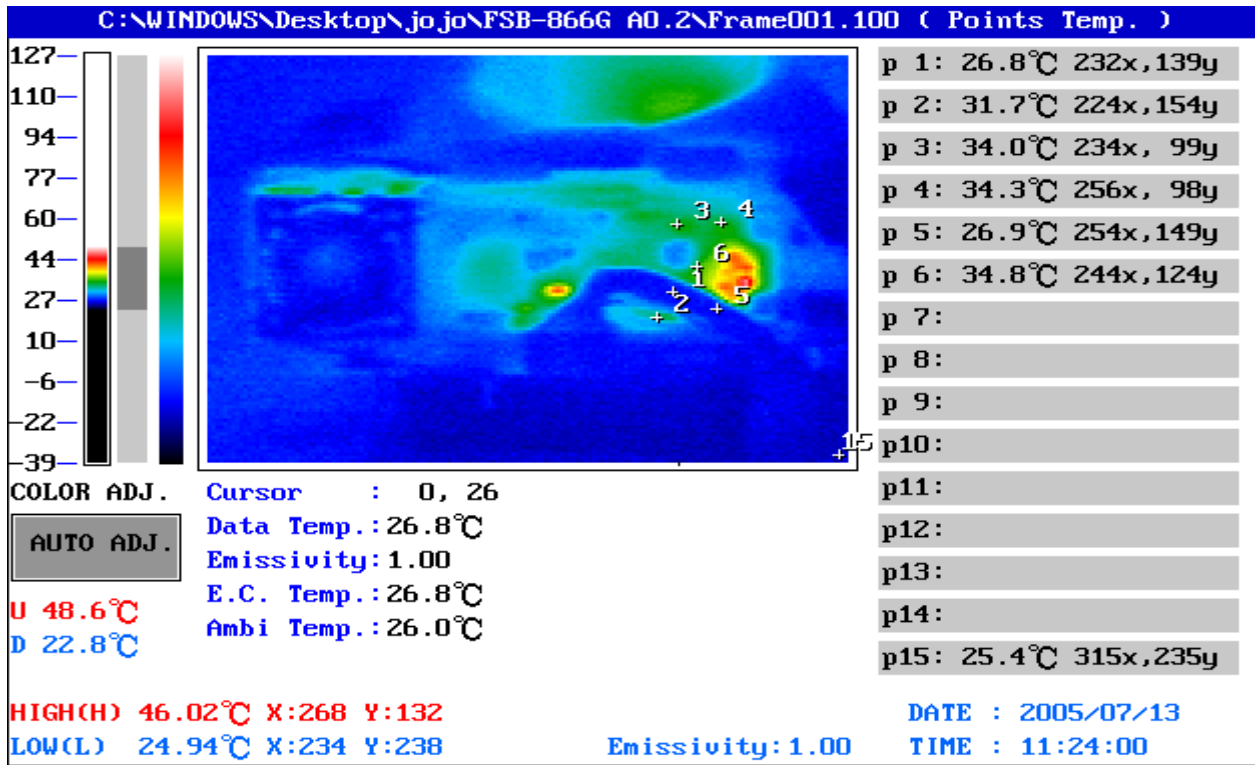 C:\WINDOWS\Desktop\jojo\FSB-866G A0.2\Frame001.100 ( Points Temp. )
127
110
94
77
60
44
27
10
-6
-22
-39
COLOR ADJ.
AUTO ADJ.
U 48.6℃
D 22.8℃
3 4
6
1
2 5
15
p 1: 26.8℃ 232x,139y
p 2: 31.7℃ 224x,154y
p 3: 34.0℃ 234x, 99y
p 4: 34.3℃ 256x, 98y
p 5: 26.9℃ 254x,149y
p 6: 34.8℃ 244x,124y
p 7:
p 8:
p 9:
p10:
p11:
p12:
p13:
p14:
p15: 25.4℃ 315x,235y
Cursor : 0, 26
Data Temp.:26.8℃
Emissivity:1.00
E.C. Temp.:26.8℃
Ambi Temp.:26.0℃
HIGH(H) 46.02℃ X:268 Y:132
LOW(L) 24.94℃ X:234 Y:238
Emissivity:1.00
DATE : 2005/07/13
TIME : 11:24:00